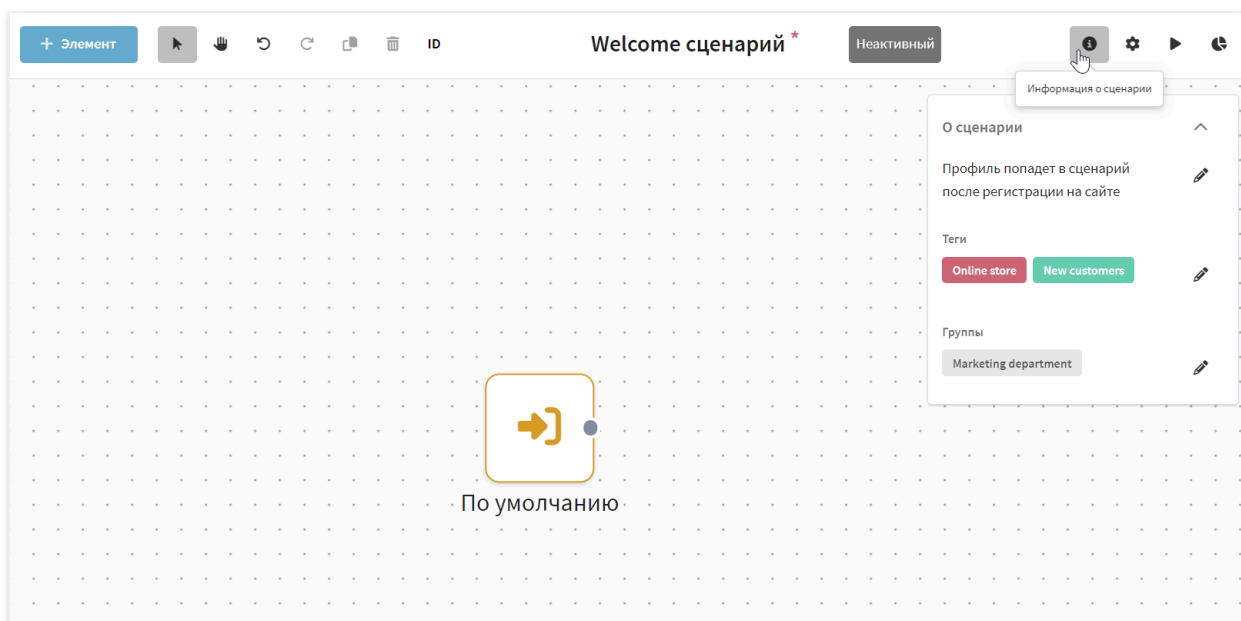 + Элемент
ID
Welcome сценарий *
Неактивный
Информация о сценарии
О сценарии
Профиль попадет в сценарий
после регистрации на сайте
Теги
Online store
New customers
Группы
Marketing department
По умолчанию